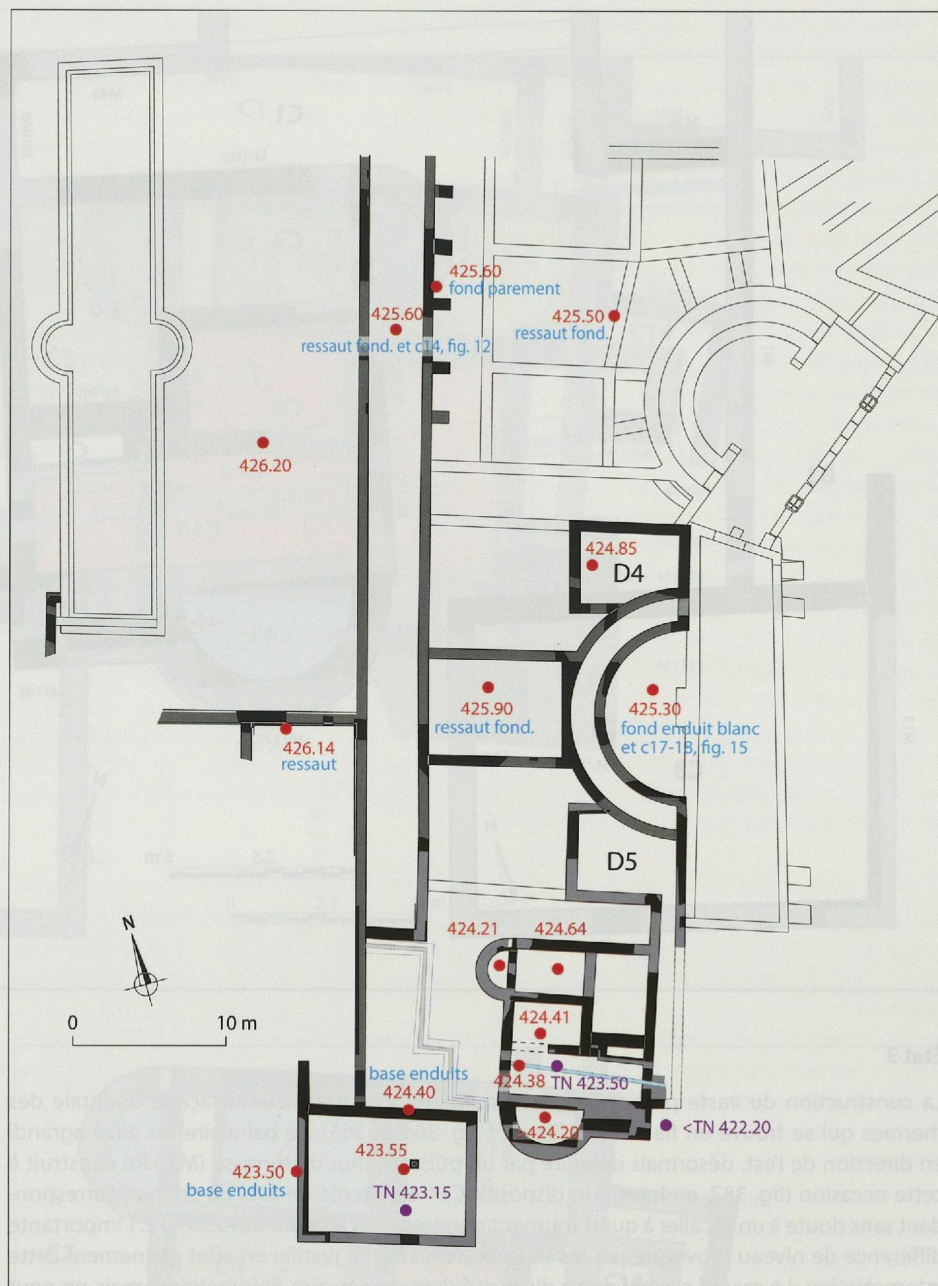 425.60
fond parement
425.60
ressaut fond. et c14, fig. 12
425.50
ressaut fond.
426.20
424.85
D4
425.90
ressaut fond.
425.30
fond enduit blanc
et c17-18, fig. 15
426.14
ressaut
D5
N
424.21
424.64
0
10 m
424.41
base enduits
424.40
424.38
TN 423.50
>424.20
<TN 422.20
423.55
423.50
base enduits
TN 423.15